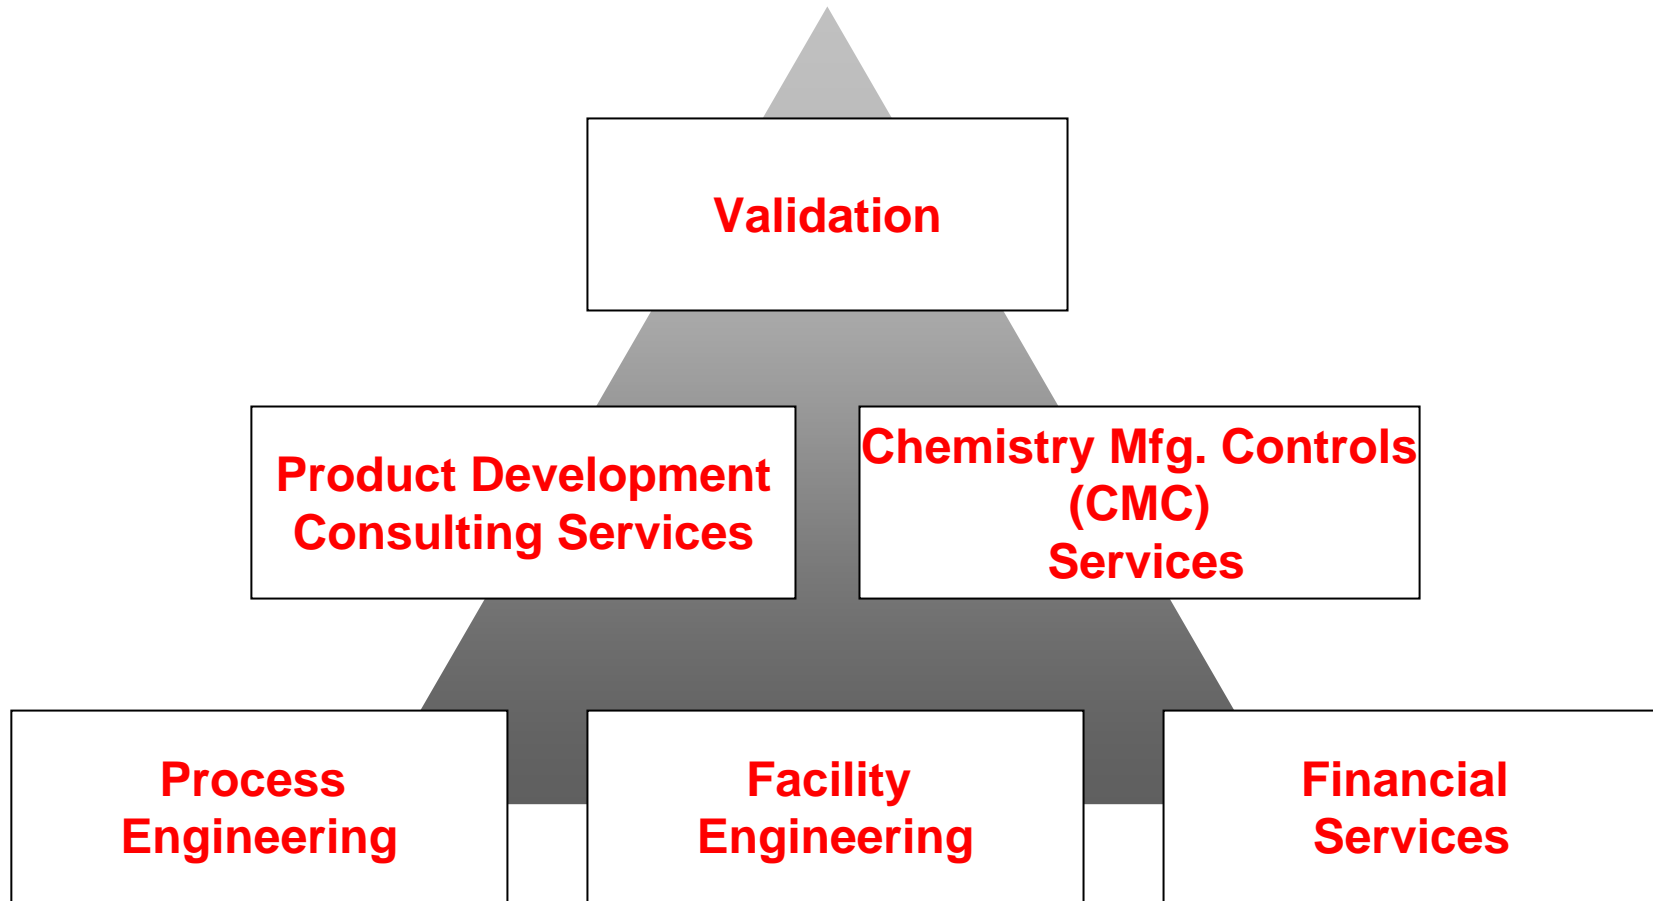 Validation
Product Development
Consulting Services
Chemistry Mfg. Controls
(CMC)
Services
Process
Engineering
Facility
Engineering
Financial
Services